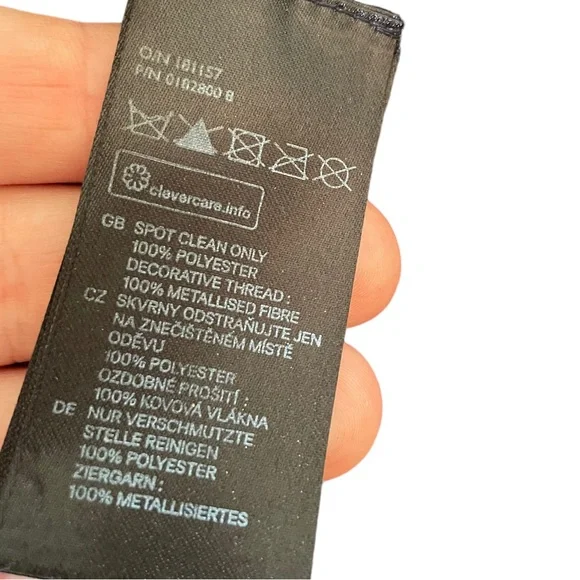 O/N 181157
P/N 0102800 B
clevercare.info
GB SPOT CLEAN ONLY
100% POLYESTER
DECORATIVE THREAD :
100% METALLISED FIBRE
CZ SKVRNY ODSTRAŇUJTE JEN
NA ZNEČIŠTĚNÉM MÍSTĚ
ODĚVU
100% POLYESTER
OZDOBNÉ PROŠITÍ :
100% KOVOVÁ VLÁKNA
DE NUR VERSCHMUTZTE
STELLE REINIGEN
100% POLYESTER
ZIERGARN :
100% METALLISIERTES